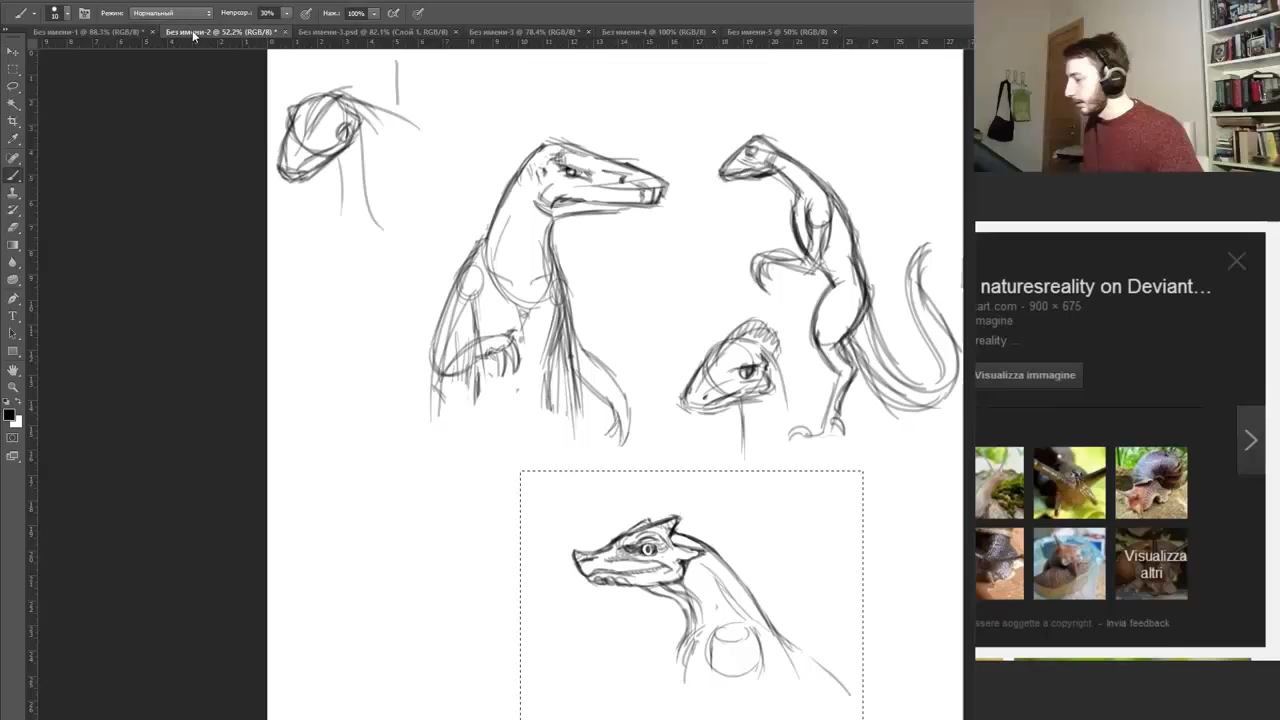 10 Режим: Нормальный Непрозр.: 30% Наж.: 100%
Без имени-1 @ 88.3% (RGB/8) * × Без имени-2 @ 52.2% (RGB/8) * × Без имени-3.psd @ 82.1% (Слой 1, RGB/8) × Без имени-3 @ 78.4% (RGB/8) * × Без имени-4 @ 100% (RGB/8) × Без имени-5 @ 50% (RGB/8) ×
naturesreality on Deviant...
art.com - 900 × 675
magine
reality ...
Visualizza immagine
Visualizza
altri
ssere soggette a copyright. - Invia feedback